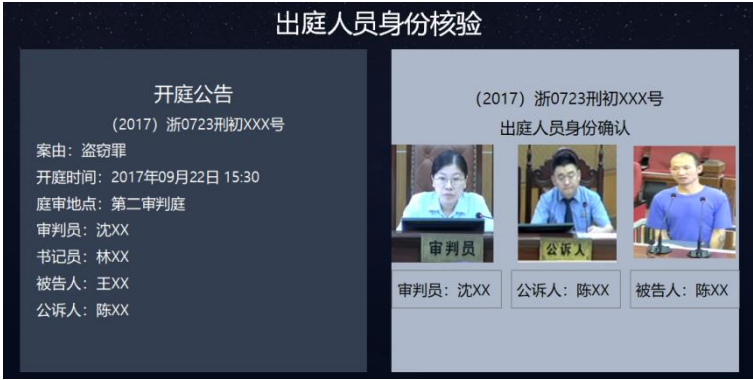 出庭人员身份核验
开庭公告
（2017）浙0723刑初XXX号
案由：盗窃罪
开庭时间：2017年09月22日 15:30
庭审地点：第二审判庭
审判员：沈XX
书记员：林XX
被告人：王XX
公诉人：陈XX
（2017）浙0723刑初XXX号
出庭人员身份确认
审判员
公诉人
审判员：沈XX
公诉人：陈XX
被告人：陈XX